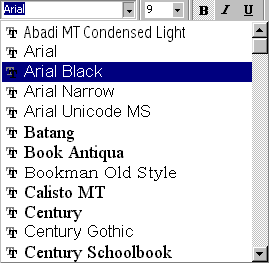 Arial 9 B I U
Abadi MT Condensed Light
Arial
Arial Black
Arial Narrow
Arial Unicode MS
Batang
Book Antiqua
Bookman Old Style
Calisto MT
Century
Century Gothic
Century Schoolbook